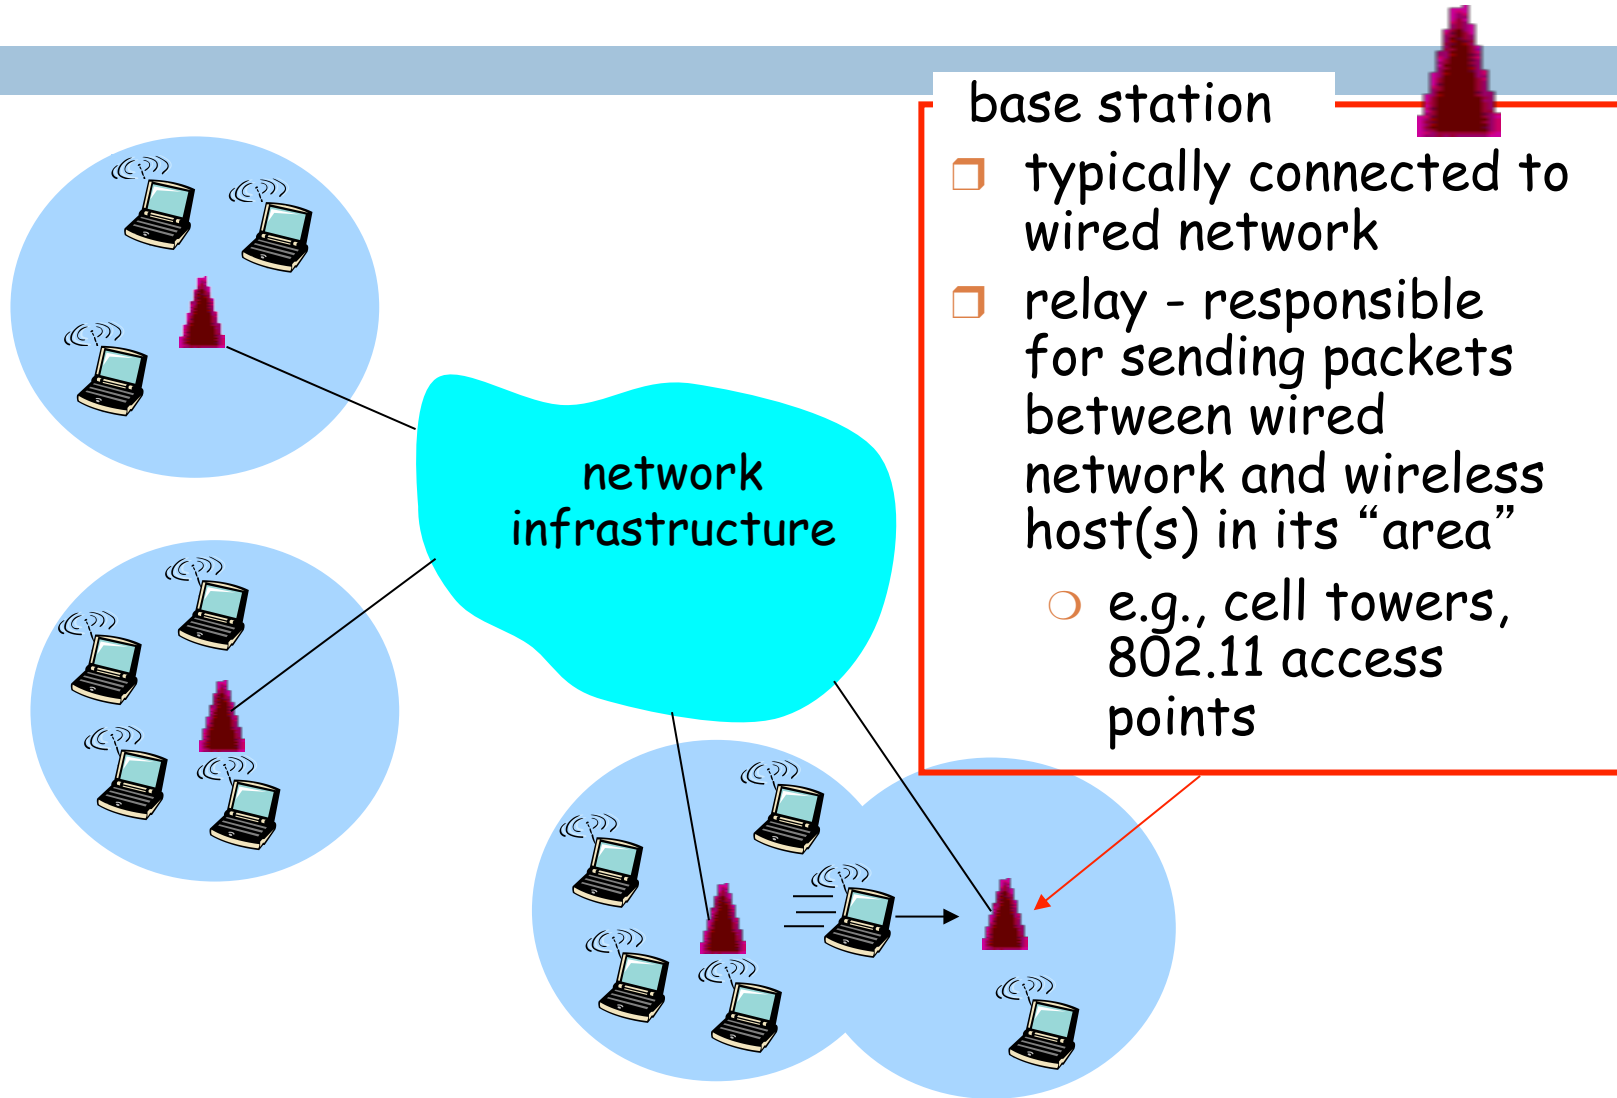 base station
typically connected to
wired network
relay - responsible
for sending packets
between wired
network and wireless
host(s) in its “area”
e.g., cell towers,
802.11 access
points
network
infrastructure